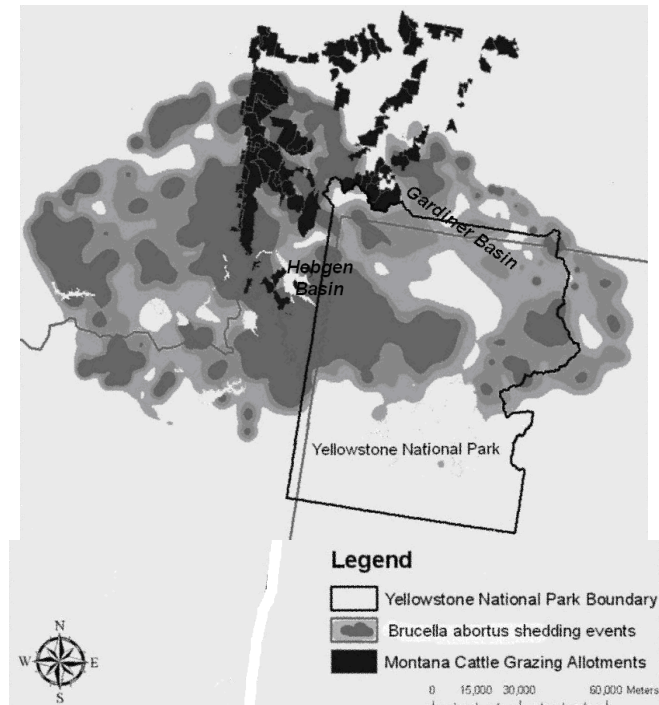 Gardiner Basin
Hebgen
Basin
Yellowstone National Park
Legend
Yellowstone National Park Boundary
Brucella abortus shedding events
Montana Cattle Grazing Allotments
N
W E
S
0 15,000 30,000 60,000 Meters